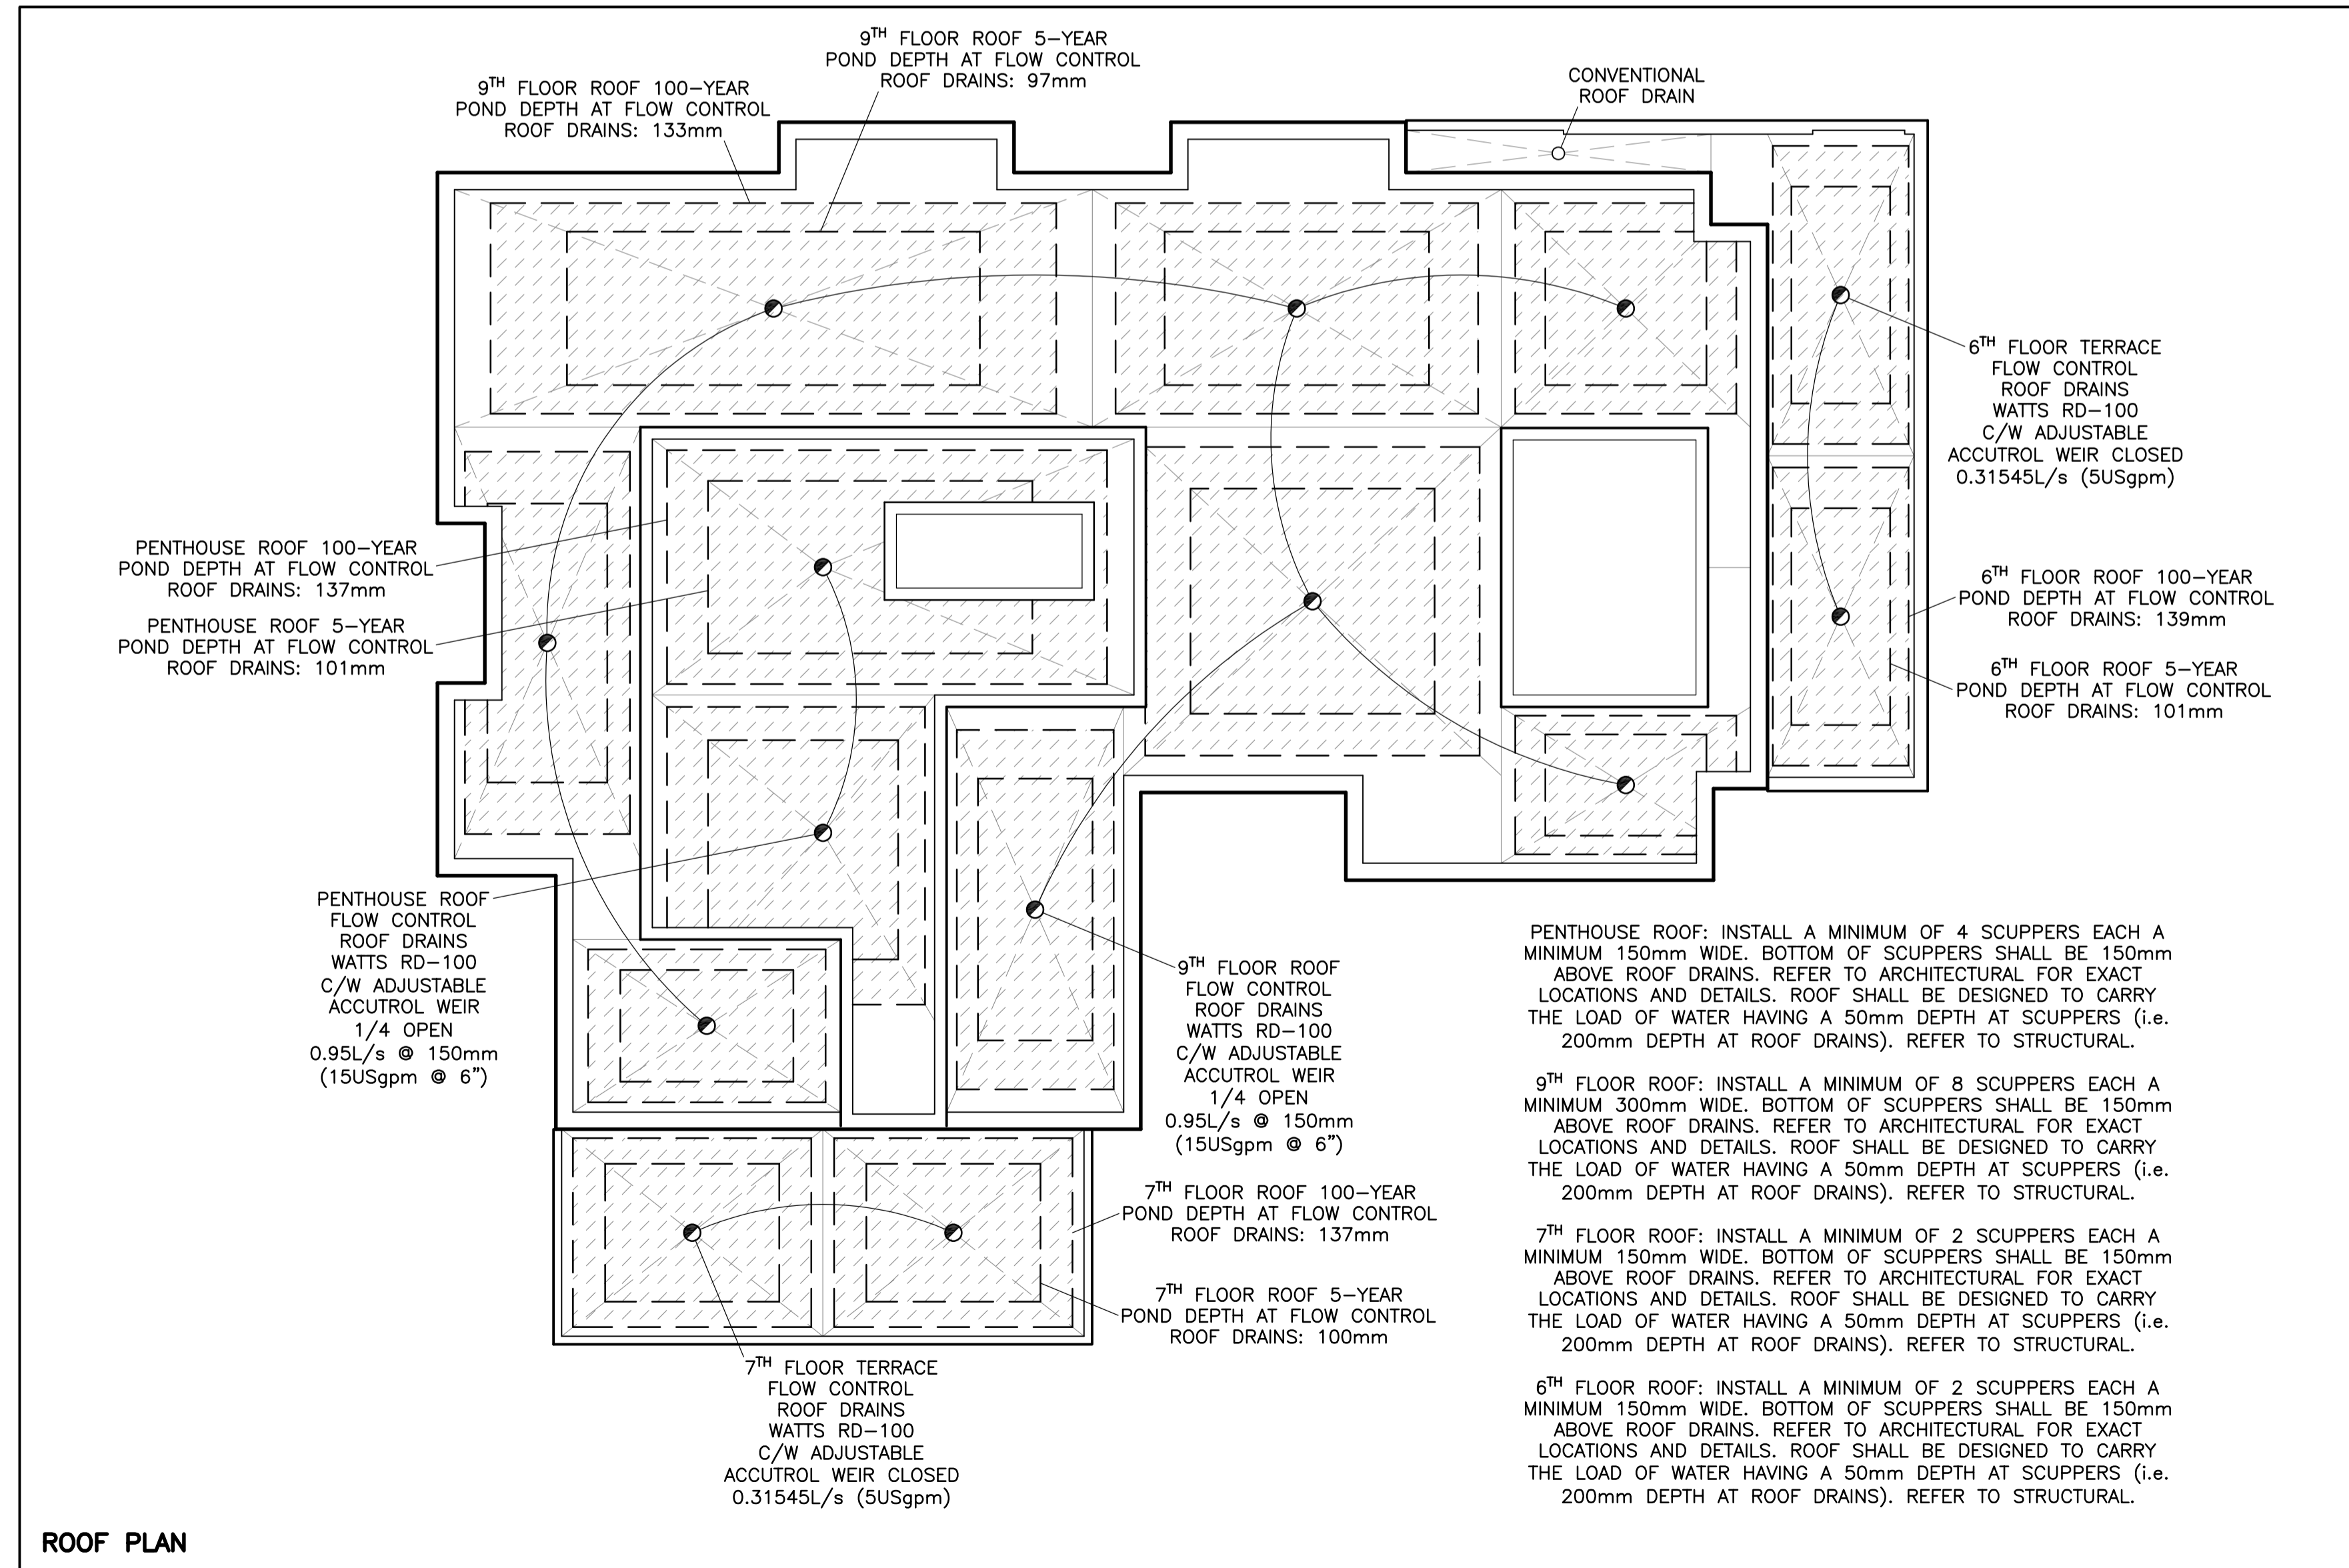 9TH FLOOR ROOF 5-YEAR
POND DEPTH AT FLOW CONTROL
ROOF DRAINS: 97mm
9TH FLOOR ROOF 100-YEAR
POND DEPTH AT FLOW CONTROL
ROOF DRAINS: 133mm
CONVENTIONAL
ROOF DRAIN
6TH FLOOR TERRACE
FLOW CONTROL
ROOF DRAINS
WATTS RD-100
C/W ADJUSTABLE
ACCUTROL WEIR CLOSED
0.31545L/s (5USgpm)
PENTHOUSE ROOF 100-YEAR
POND DEPTH AT FLOW CONTROL
ROOF DRAINS: 137mm
PENTHOUSE ROOF 5-YEAR
POND DEPTH AT FLOW CONTROL
ROOF DRAINS: 101mm
6TH FLOOR ROOF 100-YEAR
POND DEPTH AT FLOW CONTROL
ROOF DRAINS: 139mm
6TH FLOOR ROOF 5-YEAR
POND DEPTH AT FLOW CONTROL
ROOF DRAINS: 101mm
PENTHOUSE ROOF
FLOW CONTROL
ROOF DRAINS
WATTS RD-100
C/W ADJUSTABLE
ACCUTROL WEIR
1/4 OPEN
0.95L/s @ 150mm
(15USgpm @ 6")
9TH FLOOR ROOF
FLOW CONTROL
ROOF DRAINS
WATTS RD-100
C/W ADJUSTABLE
ACCUTROL WEIR
1/4 OPEN
0.95L/s @ 150mm
(15USgpm @ 6")
7TH FLOOR ROOF 100-YEAR
POND DEPTH AT FLOW CONTROL
ROOF DRAINS: 137mm
7TH FLOOR ROOF 5-YEAR
POND DEPTH AT FLOW CONTROL
ROOF DRAINS: 100mm
7TH FLOOR TERRACE
FLOW CONTROL
ROOF DRAINS
WATTS RD-100
C/W ADJUSTABLE
ACCUTROL WEIR CLOSED
0.31545L/s (5USgpm)
PENTHOUSE ROOF: INSTALL A MINIMUM OF 4 SCUPPERS EACH A
MINIMUM 150mm WIDE. BOTTOM OF SCUPPERS SHALL BE 150mm
ABOVE ROOF DRAINS. REFER TO ARCHITECTURAL FOR EXACT
LOCATIONS AND DETAILS. ROOF SHALL BE DESIGNED TO CARRY
THE LOAD OF WATER HAVING A 50mm DEPTH AT SCUPPERS (i.e.
200mm DEPTH AT ROOF DRAINS). REFER TO STRUCTURAL.
9TH FLOOR ROOF: INSTALL A MINIMUM OF 8 SCUPPERS EACH A
MINIMUM 300mm WIDE. BOTTOM OF SCUPPERS SHALL BE 150mm
ABOVE ROOF DRAINS. REFER TO ARCHITECTURAL FOR EXACT
LOCATIONS AND DETAILS. ROOF SHALL BE DESIGNED TO CARRY
THE LOAD OF WATER HAVING A 50mm DEPTH AT SCUPPERS (i.e.
200mm DEPTH AT ROOF DRAINS). REFER TO STRUCTURAL.
7TH FLOOR ROOF: INSTALL A MINIMUM OF 2 SCUPPERS EACH A
MINIMUM 150mm WIDE. BOTTOM OF SCUPPERS SHALL BE 150mm
ABOVE ROOF DRAINS. REFER TO ARCHITECTURAL FOR EXACT
LOCATIONS AND DETAILS. ROOF SHALL BE DESIGNED TO CARRY
THE LOAD OF WATER HAVING A 50mm DEPTH AT SCUPPERS (i.e.
200mm DEPTH AT ROOF DRAINS). REFER TO STRUCTURAL.
6TH FLOOR ROOF: INSTALL A MINIMUM OF 2 SCUPPERS EACH A
MINIMUM 150mm WIDE. BOTTOM OF SCUPPERS SHALL BE 150mm
ABOVE ROOF DRAINS. REFER TO ARCHITECTURAL FOR EXACT
LOCATIONS AND DETAILS. ROOF SHALL BE DESIGNED TO CARRY
THE LOAD OF WATER HAVING A 50mm DEPTH AT SCUPPERS (i.e.
200mm DEPTH AT ROOF DRAINS). REFER TO STRUCTURAL.
ROOF PLAN